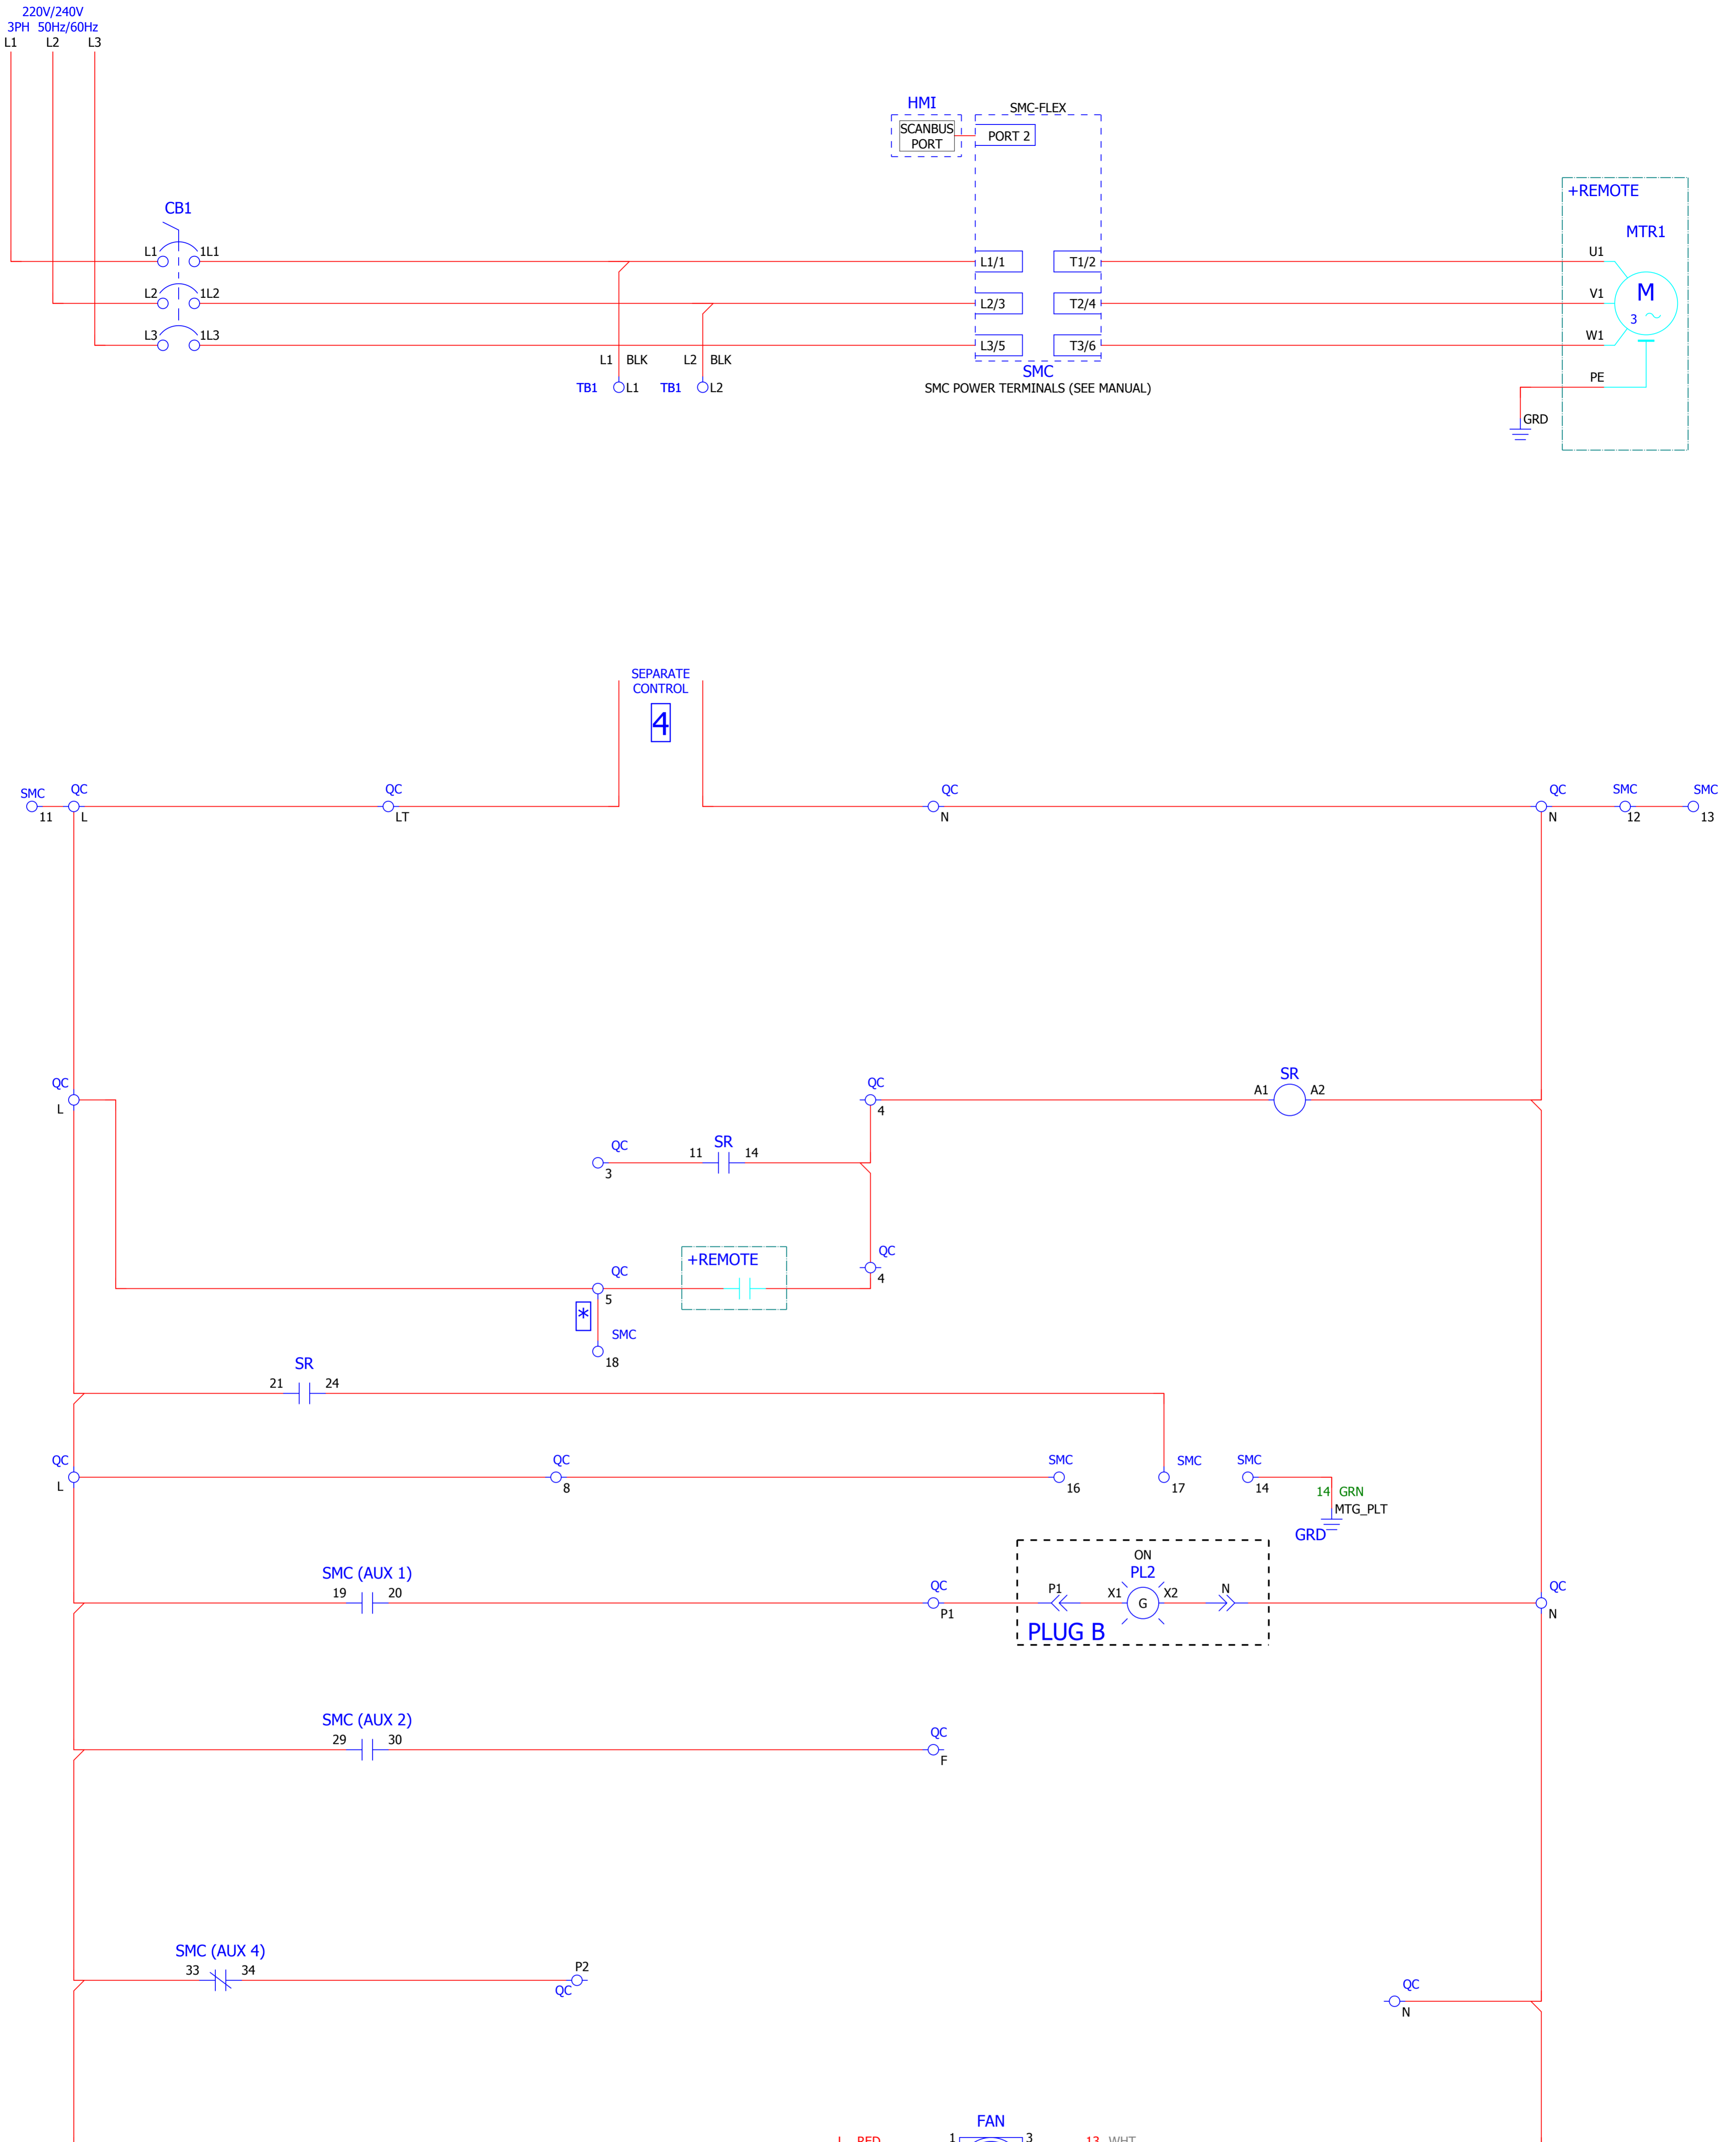 220V/240V
3PH 50Hz/60Hz
L1 L2 L3
HMI
SMC-FLEX
SCANBUS
PORT
PORT 2
+REMOTE
CB1
MTR1
L1 1L1 L1/1 T1/2 U1
L2 1L2 L2/3 T2/4 V1
M
3
L3 1L3 L3/5 T3/6 W1
L1 BLK L2 BLK
SMC
PE
TB1 L1 TB1 L2
SMC POWER TERMINALS (SEE MANUAL)
GRD
SEPARATE
CONTROL
4
SMC QC QC QC QC SMC SMC
11 L LT N N 12 13
QC QC SR
L 4 A1 A2
QC SR
3 11 14
QC +REMOTE QC
5 4
*
SMC
18
SR
21 24
QC QC SMC SMC SMC
L 8 16 17 14
14 GRN
MTG_PLT
GRD
ON
SMC (AUX 1) PL2
19 20 QC P1 X1 X2 N QC
P1 G N
PLUG B
SMC (AUX 2)
29 30 QC
F
SMC (AUX 4)
33 34 P2
QC
QC
N
FAN
L RED 1 3 13 WHT